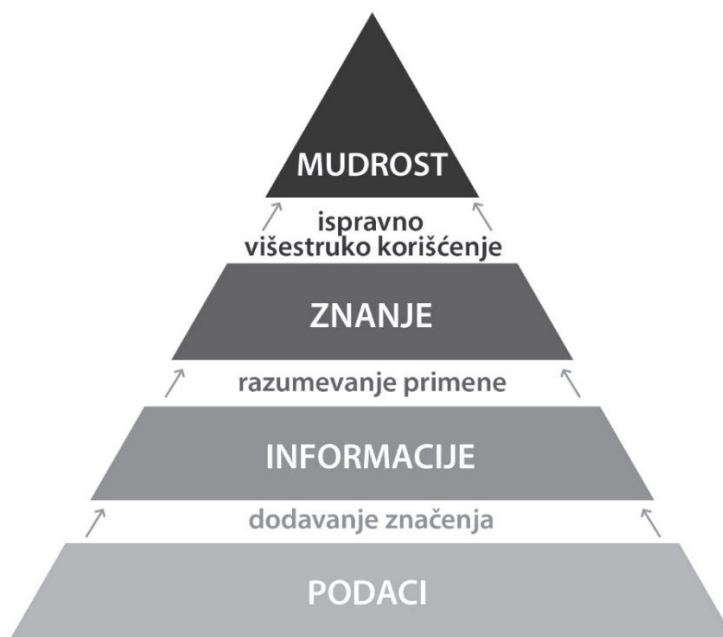 MUDROST
ispravno
višestruko korišćenje
ZNANJE
razumevanje primene
INFORMACIJE
dodavanje značenja
PODACI